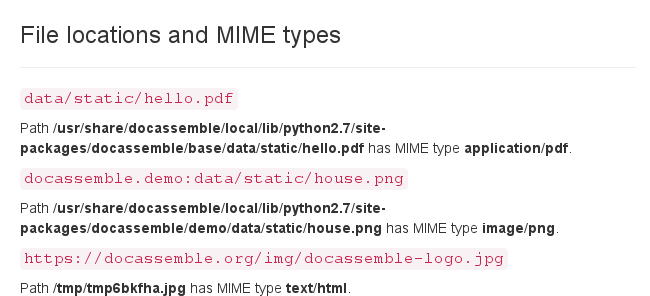 File locations and MIME types
data/static/hello.pdf
Path /usr/share/docassemble/local/lib/python2.7/site-
packages/docassemble/base/data/static/hello.pdf has MIME type application/pdf.
docassemble.demo:data/static/house.png
Path /usr/share/docassemble/local/lib/python2.7/site-
packages/docassemble/demo/data/static/house.png has MIME type image/png.
https://docassemble.org/img/docassemble-logo.jpg
Path /tmp/tmp6bkfha.jpg has MIME type text/html.